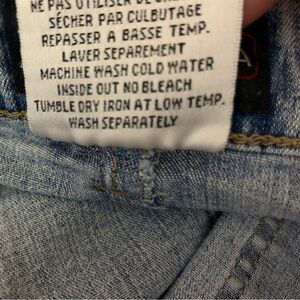 NE PAS UTILISER DE
SÉCHER PAR CULBUTAGE
REPASSER A BASSE TEMP.
LAVER SEPAREMENT
MACHINE WASH COLD WATER
INSIDE OUT NO BLEACH
TUMBLE DRY IRON AT LOW TEMP.
WASH SEPARATELY
A